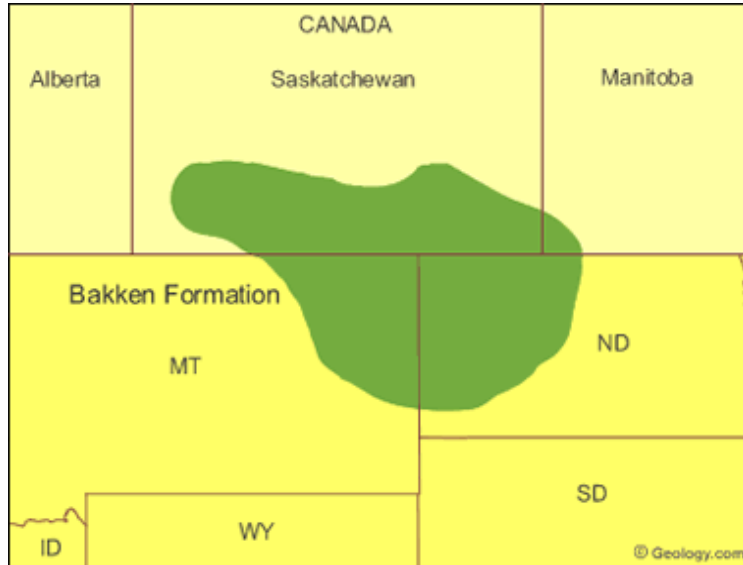 CANADA
Alberta
Saskatchewan
Manitoba
Bakken Formation
MT
ND
SD
WY
ID
© Geology.com